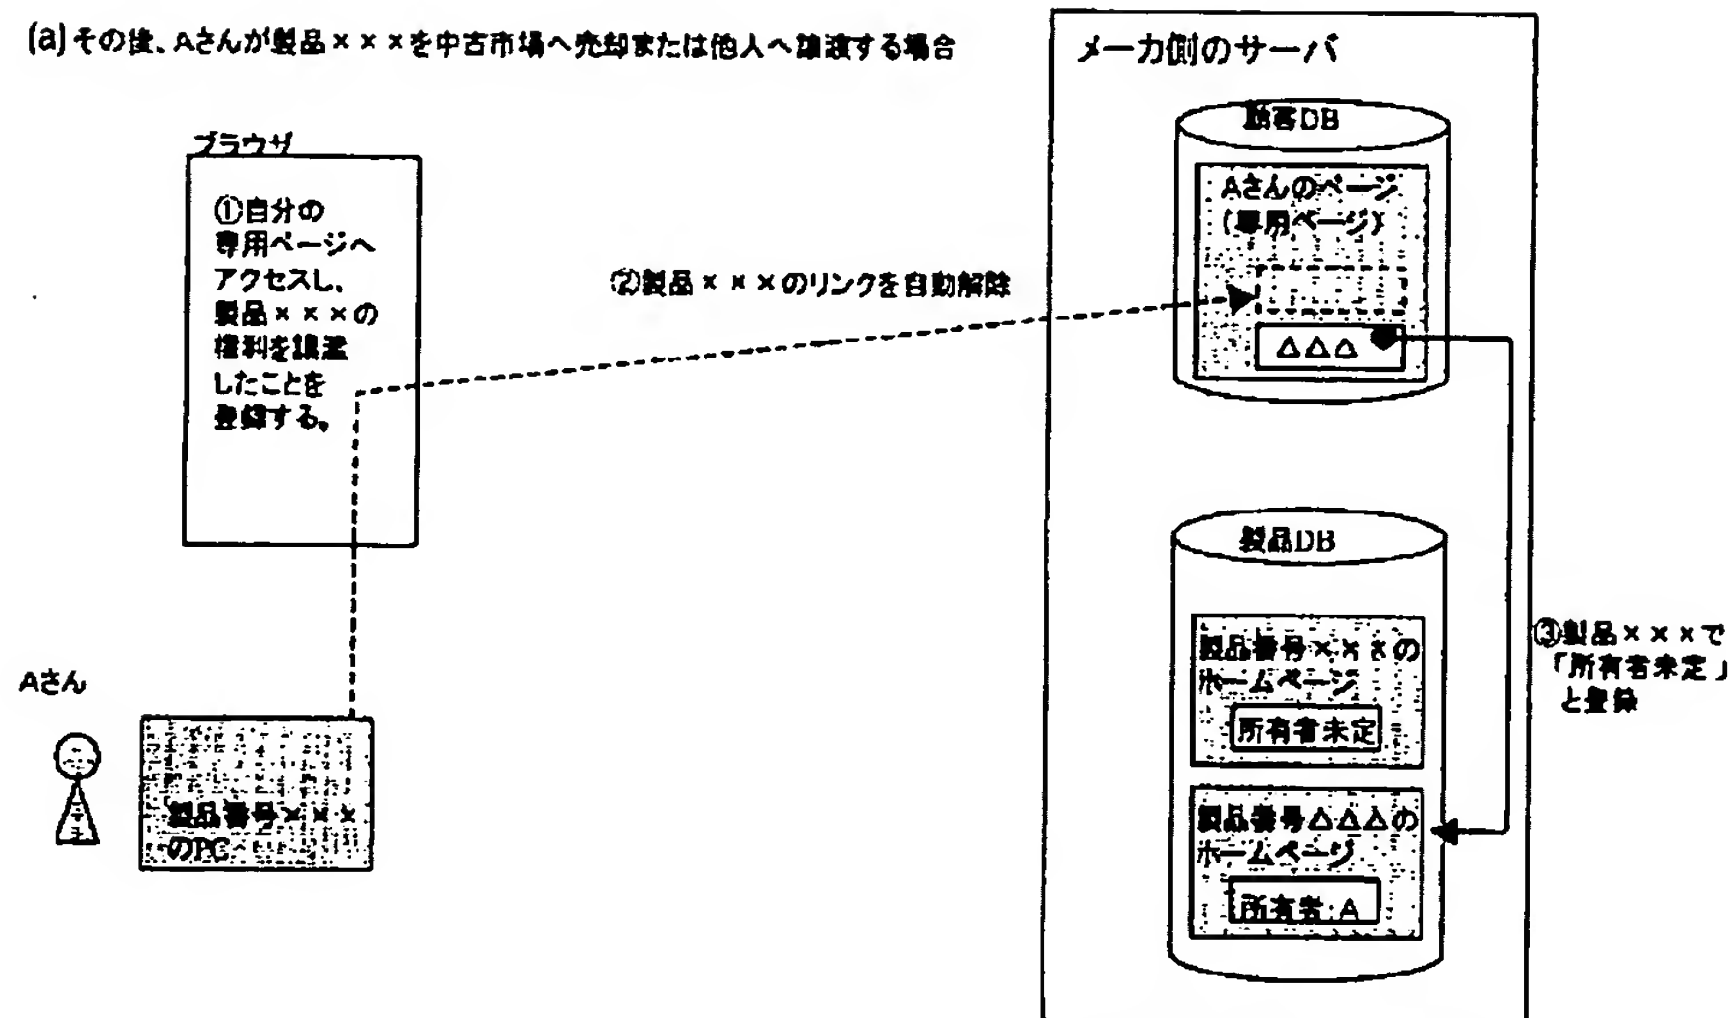 (a)その後、Aさんが製品×××を中古市場へ売却または他人へ譲渡する場合
メーカ側のサーバ
顧客DB
Aさんのページ
(専用ページ)
△△△
ブラウザ
①自分の
専用ページへ
アクセスし、
製品×××の
権利を譲渡
したことを
登録する。
②製品×××のリンクを自動解除
製品DB
製品番号×××の
ホームページ
所有者未定
製品番号△△△の
ホームページ
所有者:A
③製品×××で
「所有者未定」
と登録
Aさん
製品番号×××
のPC